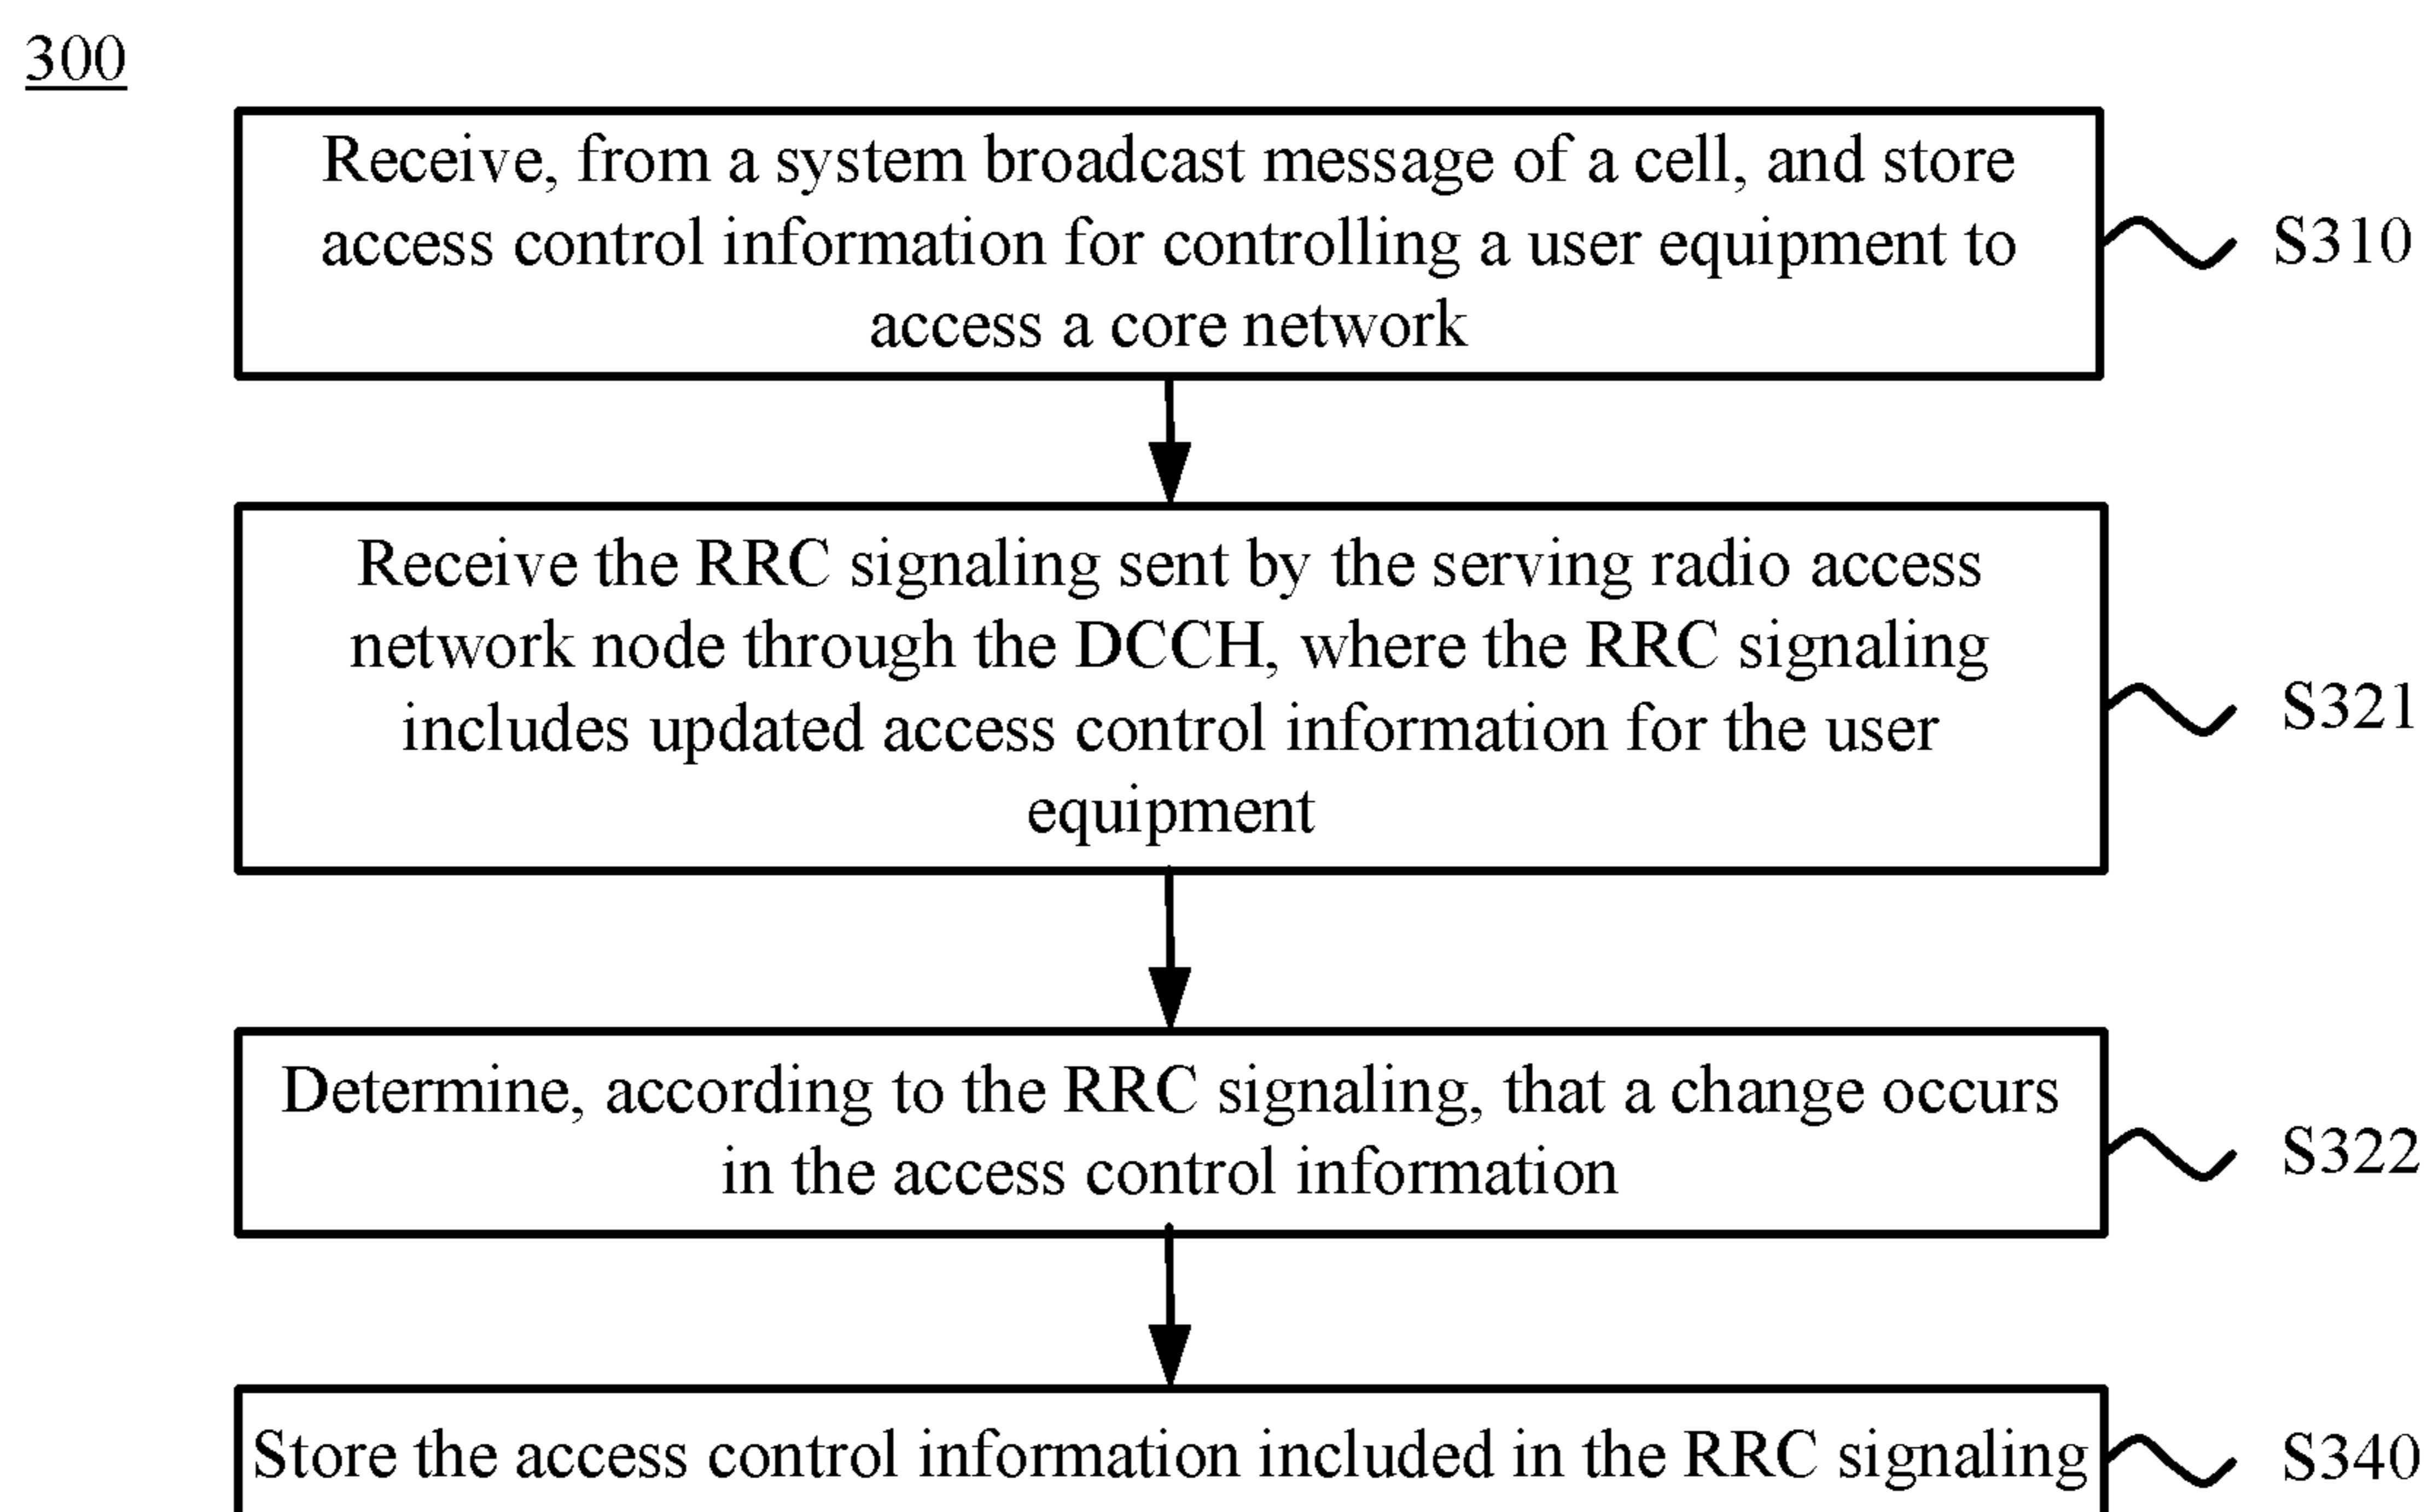 300
Receive, from a system broadcast message of a cell, and store
access control information for controlling a user equipment to
access a core network
S310
Receive the RRC signaling sent by the serving radio access
network node through the DCCH, where the RRC signaling
includes updated access control information for the user
equipment
S321
Determine, according to the RRC signaling, that a change occurs
in the access control information
S322
Store the access control information included in the RRC signaling
S340